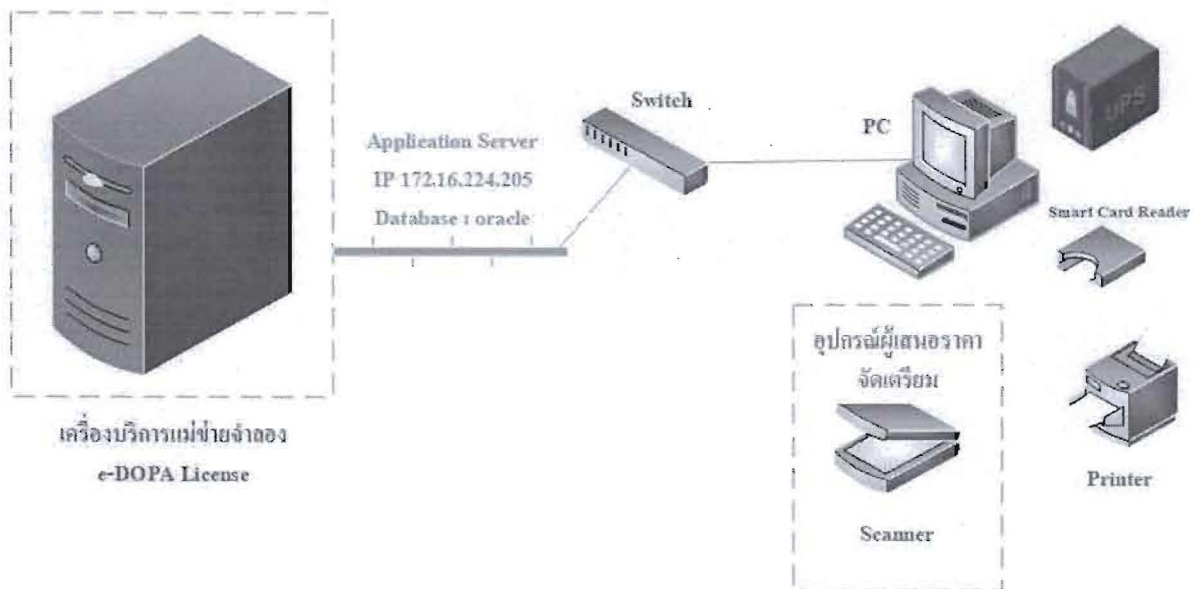 Switch
PC
UPS
Application Server
IP 172.16.224.205
Database : oracle
Smart Card Reader
อุปกรณ์ผู้เสนอราคา
จัดเตรียม
เครื่องบริการแม่ข่ายจำลอง
e-DOPA License
Scanner
Printer